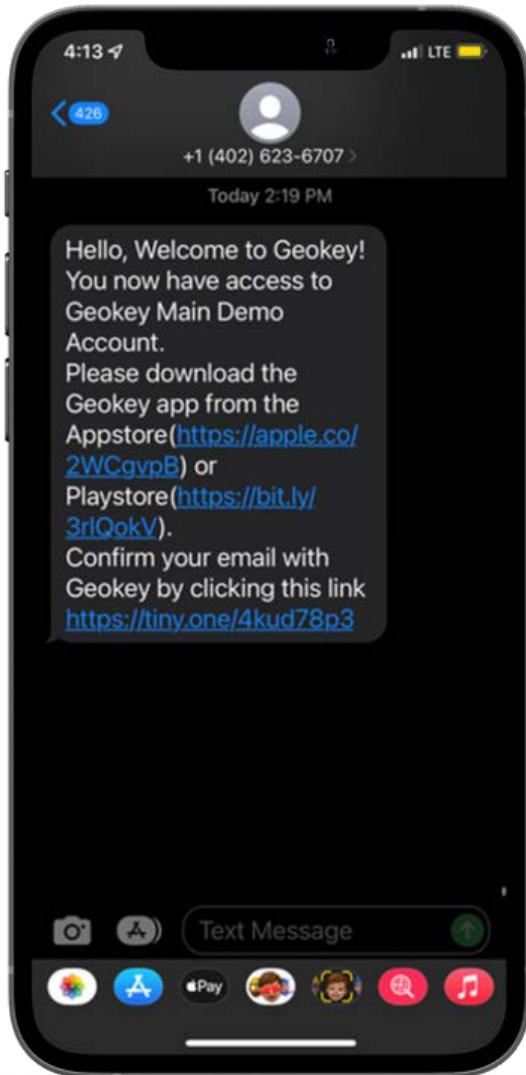 4:13
LTE
426
+1 (402) 623-6707 >
Today 2:19 PM
Hello, Welcome to Geokey!
You now have access to
Geokey Main Demo
Account.
Please download the
Geokey app from the
Appstore(https://apple.co/
2WCgvpB) or
Playstore(https://bit.ly/
3rlQokV).
Confirm your email with
Geokey by clicking this link
https://tiny.one/4kud78p3
Text Message
Pay